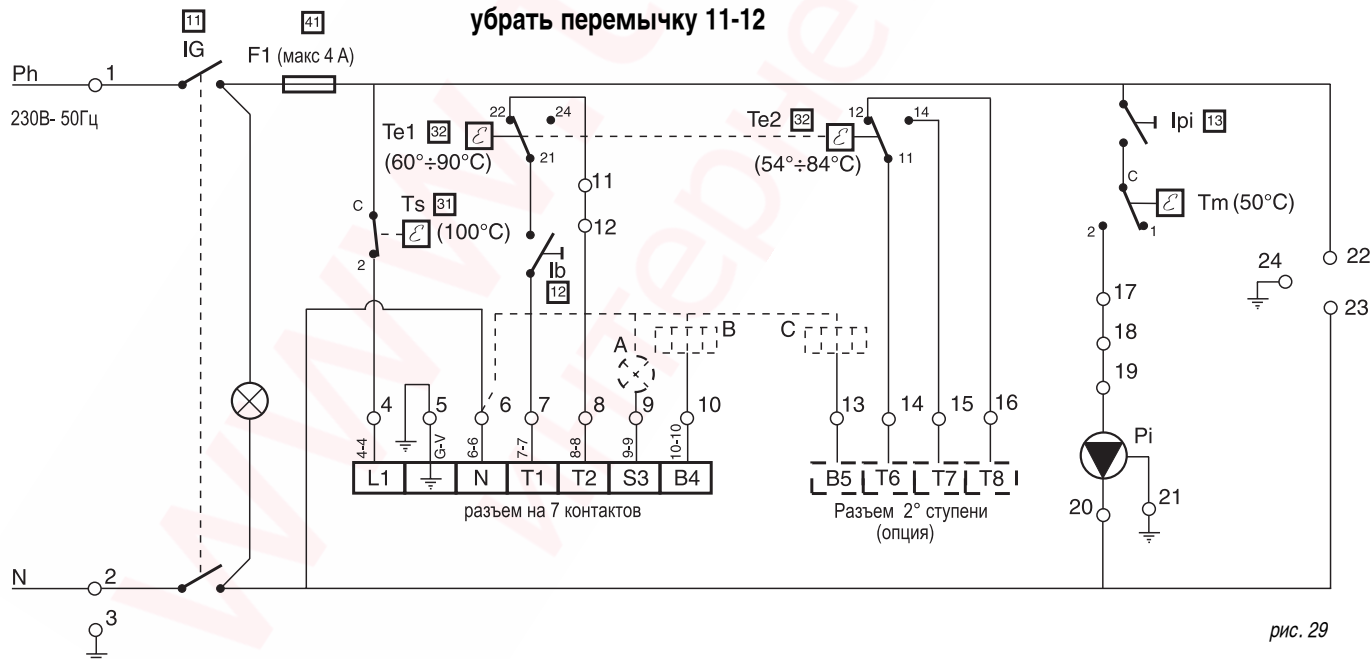 убрать перемычку 11-12
11
IG
41
F1 (макс 4 A)
Ph
1
230В- 50Гц
22
24
Te1 32
ℰ
21
(60°÷90°C)
Te2 32
ℰ
12
14
11
(54°÷84°C)
Ipi 13
C
ℰ
Tm (50°C)
2
1
C
Ts 31
ℰ
(100°C)
2
11
12
Ib
12
22
24
23
17
18
19
A
B
C
4
5
6
7
8
9
10
13
14
15
16
4-4
G-V
6-6
7-7
8-8
9-9
10-10
L1
N
T1
T2
S3
B4
B5
T6
T7
T8
разъем на 7 контактов
Разъем 2° ступени
(опция)
Pi
20
21
N
2
3
рис. 29
www
интерне